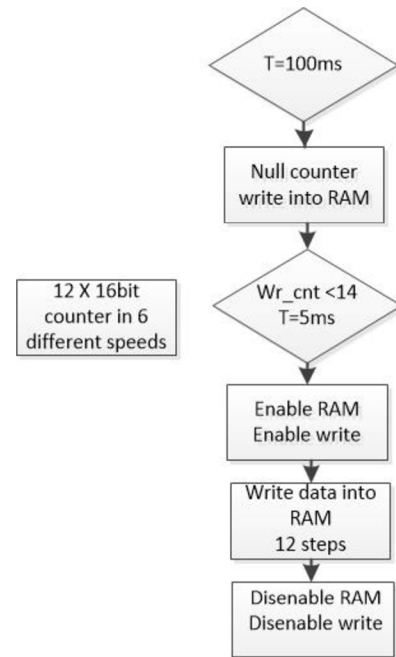 T=100ms
Null counter
write into RAM
12 X 16bit
counter in 6
different speeds
Wr_cnt <14
T=5ms
Enable RAM
Enable write
Write data into
RAM
12 steps
Disenable RAM
Disenable write